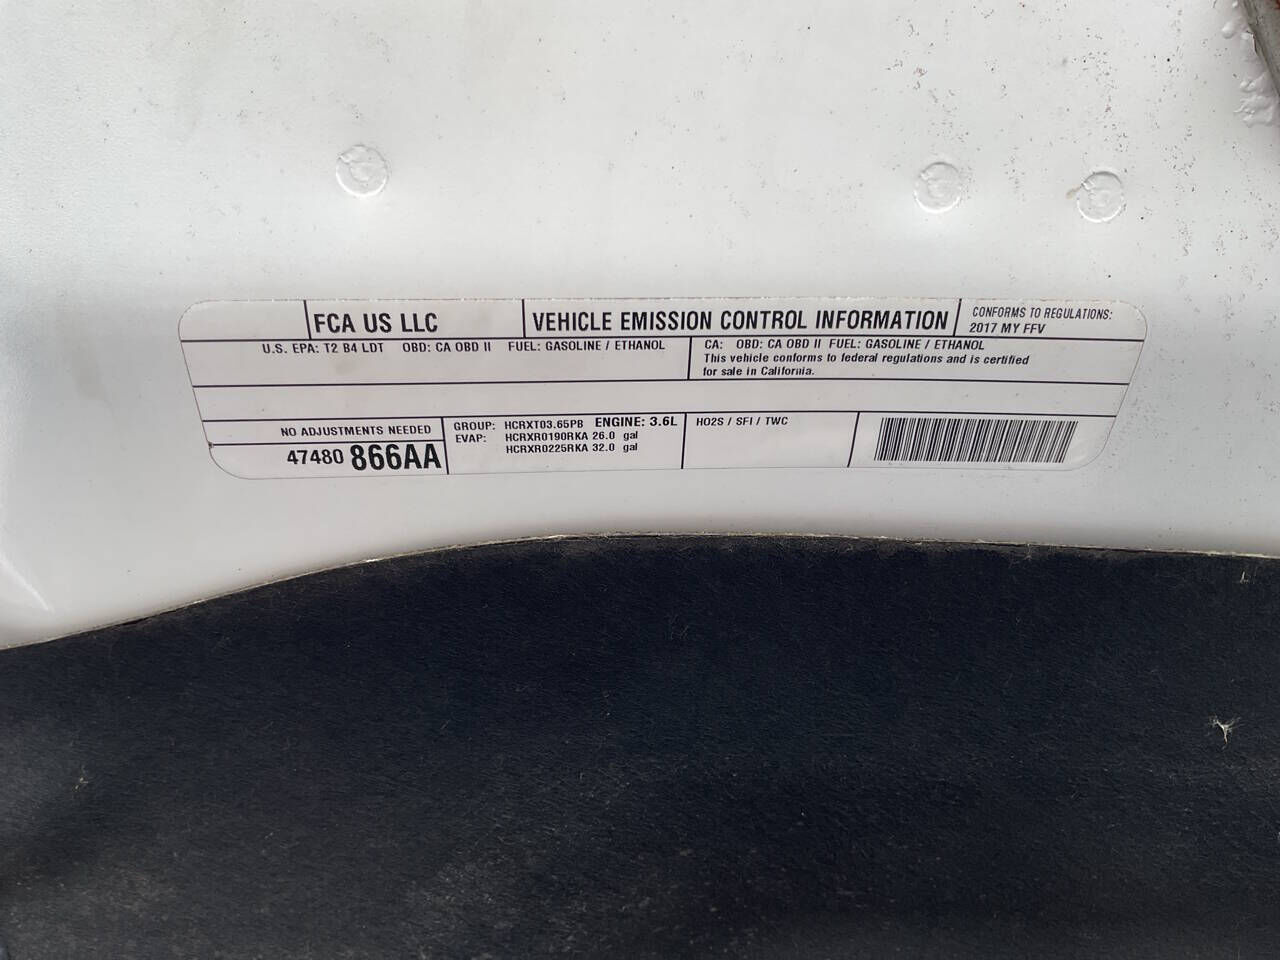 FCA US LLC
VEHICLE EMISSION CONTROL INFORMATION
CONFORMS TO REGULATIONS:
2017 MY FFV
U.S. EPA: T2 B4 LDT OBD: CA OBD II FUEL: GASOLINE / ETHANOL
CA: OBD: CA OBD II FUEL: GASOLINE / ETHANOL
This vehicle conforms to federal regulations and is certified
for sale in California.
NO ADJUSTMENTS NEEDED
47480 866AA
GROUP: HCRXT03.65PB ENGINE: 3.6L
EVAP: HCRXR0190RKA 26.0 gal
HCRXR0225RKA 32.0 gal
HO2S / SFI / TWC